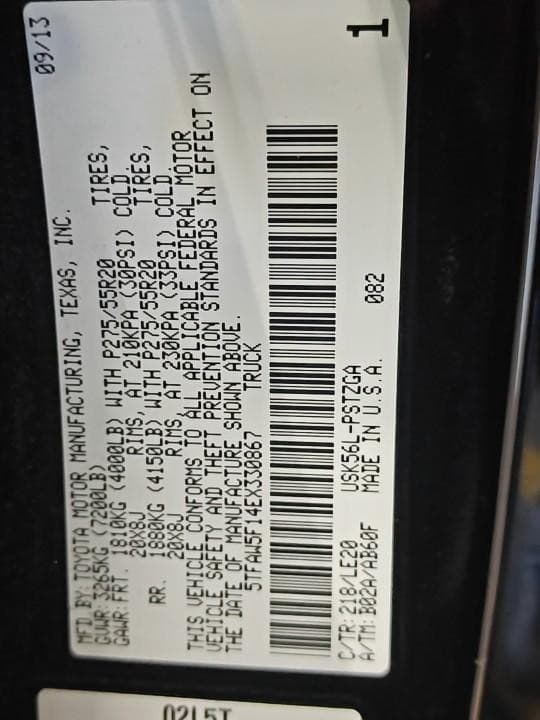 MFD BY: TOYOTA MOTOR MANUFACTURING, TEXAS, INC. 09/13
GVWR: 3265KG (7200LB)
GAWR: FRT. 1810KG (4000LB) WITH P275/55R20 TIRES,
20X8J RIMS, AT 210KPA (30PSI) COLD.
RR. 1880KG (4150LB) WITH P275/55R20 TIRES,
20X8J RIMS, AT 230KPA (33PSI) COLD.
THIS VEHICLE CONFORMS TO ALL APPLICABLE FEDERAL MOTOR
VEHICLE SAFETY AND THEFT PREVENTION STANDARDS IN EFFECT ON
THE DATE OF MANUFACTURE SHOWN ABOVE.
5TFAW5F14EX330867 TRUCK
C/TR: 218/LE20 USK56L-PSTZGA
A/TM: B02A/AB60F MADE IN U.S.A. 082 1